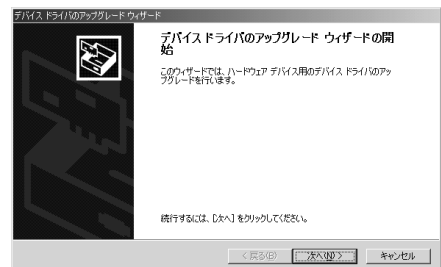 デバイス ドライバのアップグレード ウィザード
デバイス ドライバのアップグレード ウィザードの開
始
このウィザードでは、ハードウェア デバイス用のデバイス ドライバのアッ
プグレードを行います。
続行するには、[次へ] をクリックしてください。
< 戻る(B)
次へ(N) >
キャンセル